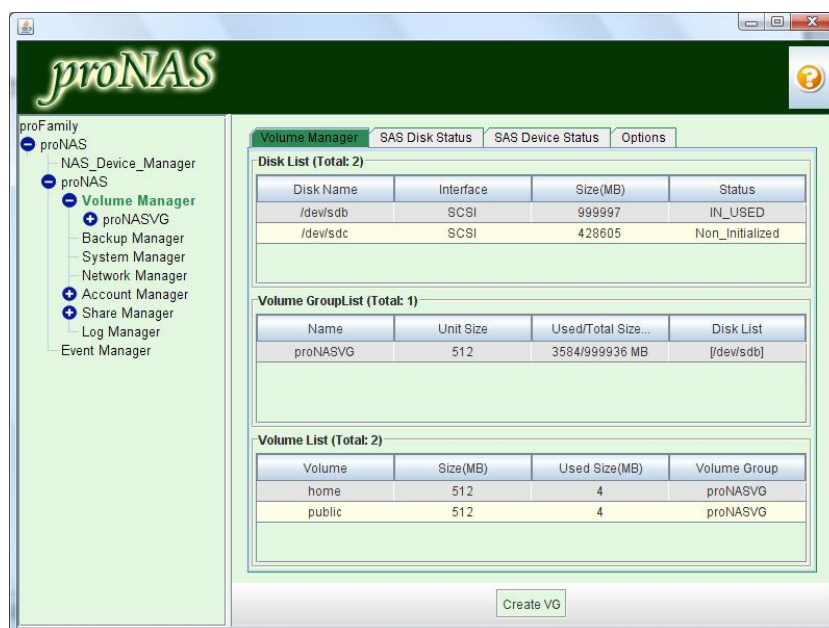 proNAS
proFamily
proNAS
NAS_Device_Manager
proNAS
Volume Manager
proNASVG
Backup Manager
System Manager
Network Manager
Account Manager
Share Manager
Log Manager
Event Manager
Volume Manager SAS Disk Status SAS Device Status Options
Disk List (Total: 2)
Disk Name Interface Size(MB) Status
/dev/sdb SCSI 999997 IN_USED
/dev/sdc SCSI 428605 Non_Initialized
Volume GroupList (Total: 1)
Name Unit Size Used/Total Size... Disk List
proNASVG 512 3584/999936 MB [/dev/sdb]
Volume List (Total: 2)
Volume Size(MB) Used Size(MB) Volume Group
home 512 4 proNASVG
public 512 4 proNASVG
Create VG